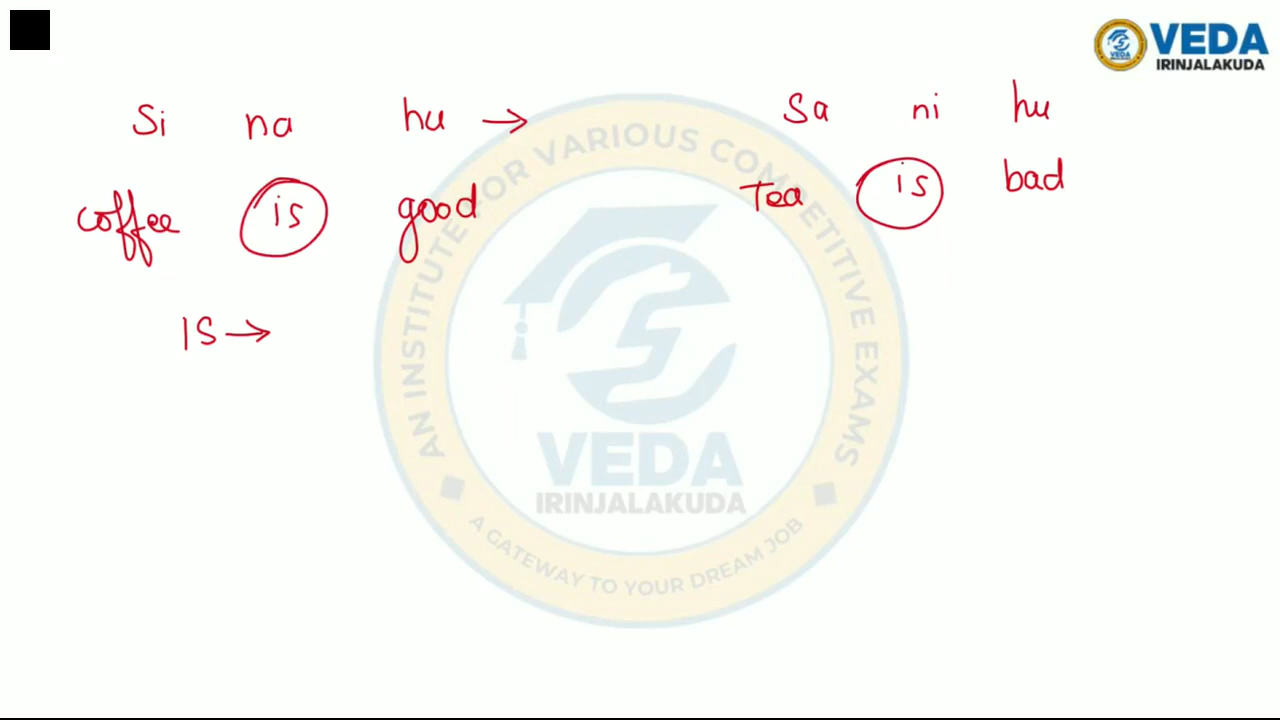 VEDA
IRINJALAKUDA
Si na hu → Sa ni hu
coffee is good Tea is bad
IS →
AN INSTITUTE FOR VARIOUS COMPETITIVE EXAMS
VEDA
IRINJALAKUDA
A GATEWAY TO YOUR DREAM JOB